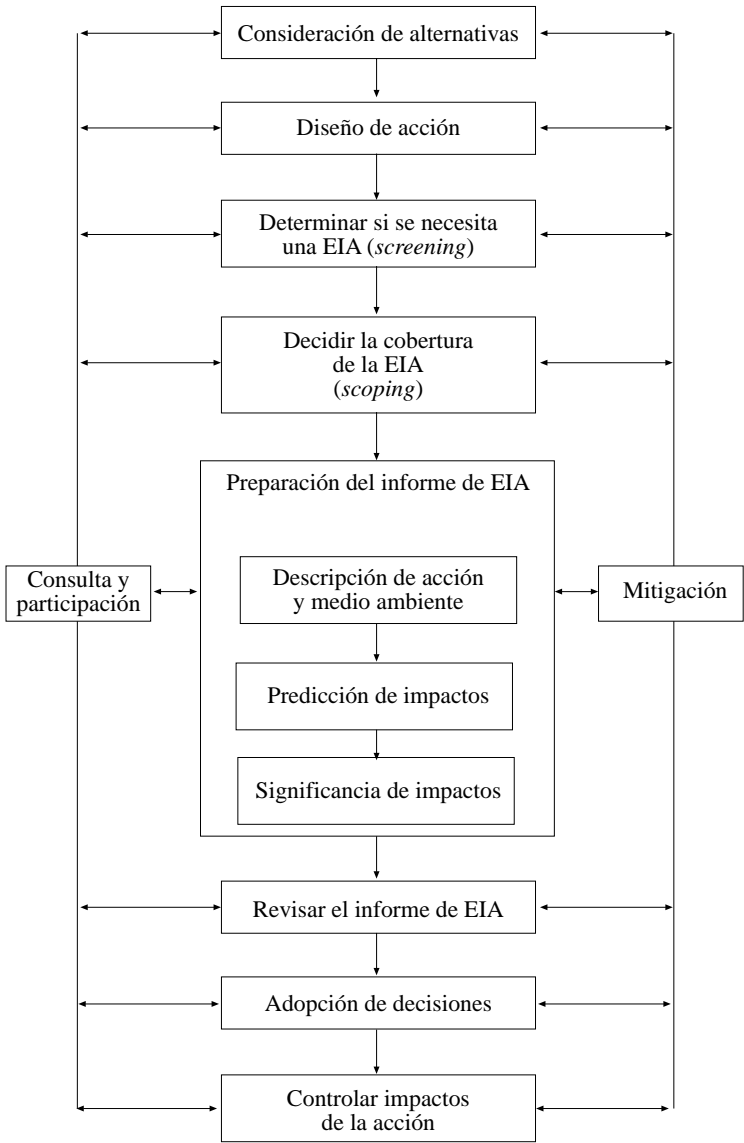 Consideración de alternativas
Diseño de acción
Determinar si se necesita
una EIA (screening)
Decidir la cobertura
de la EIA
(scoping)
Preparación del informe de EIA
Consulta y
participación
Descripción de acción
y medio ambiente
Mitigación
Predicción de impactos
Significancia de impactos
Revisar el informe de EIA
Adopción de decisiones
Controlar impactos
de la acción